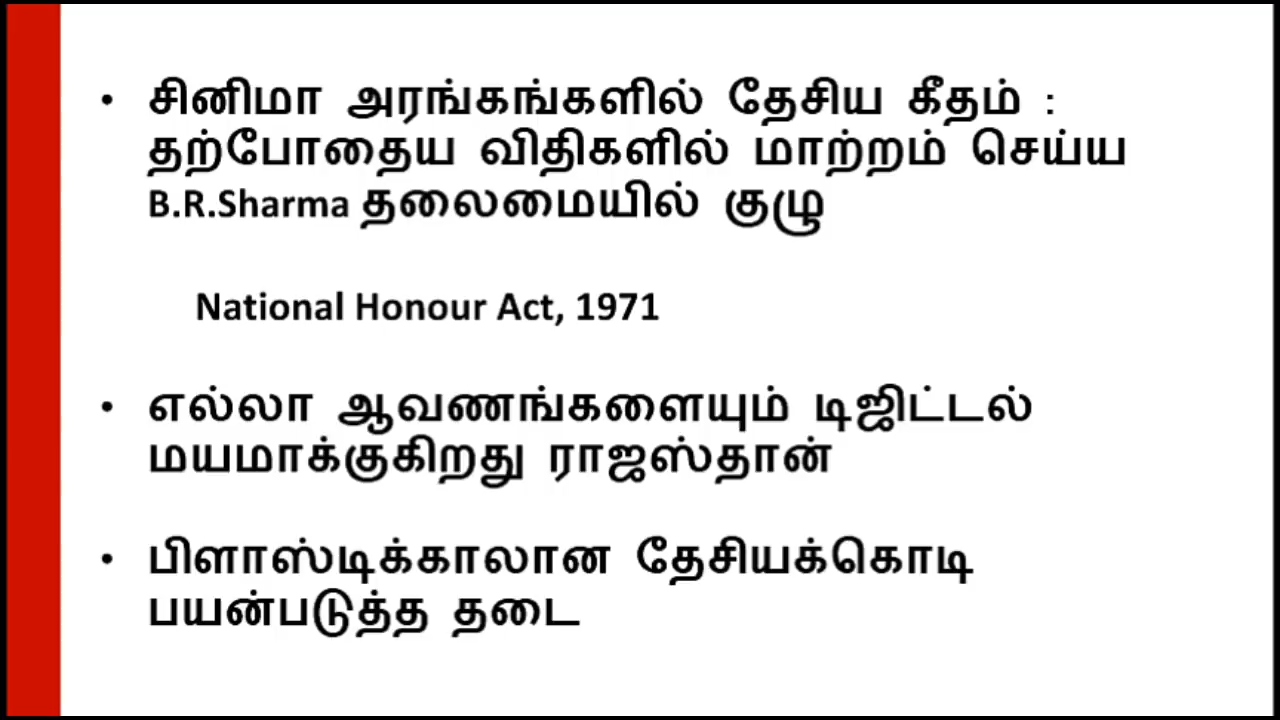 • சினிமா அரங்கங்களில் தேசிய கீதம் :
தற்போதைய விதிகளில் மாற்றம் செய்ய
B.R.Sharma தலைமையில் குழு
National Honour Act, 1971
• எல்லா ஆவணங்களையும் டிஜிட்டல்
மயமாக்குகிறது ராஜஸ்தான்
• பிளாஸ்டிக்காலான தேசியக்கொடி
பயன்படுத்த தடை